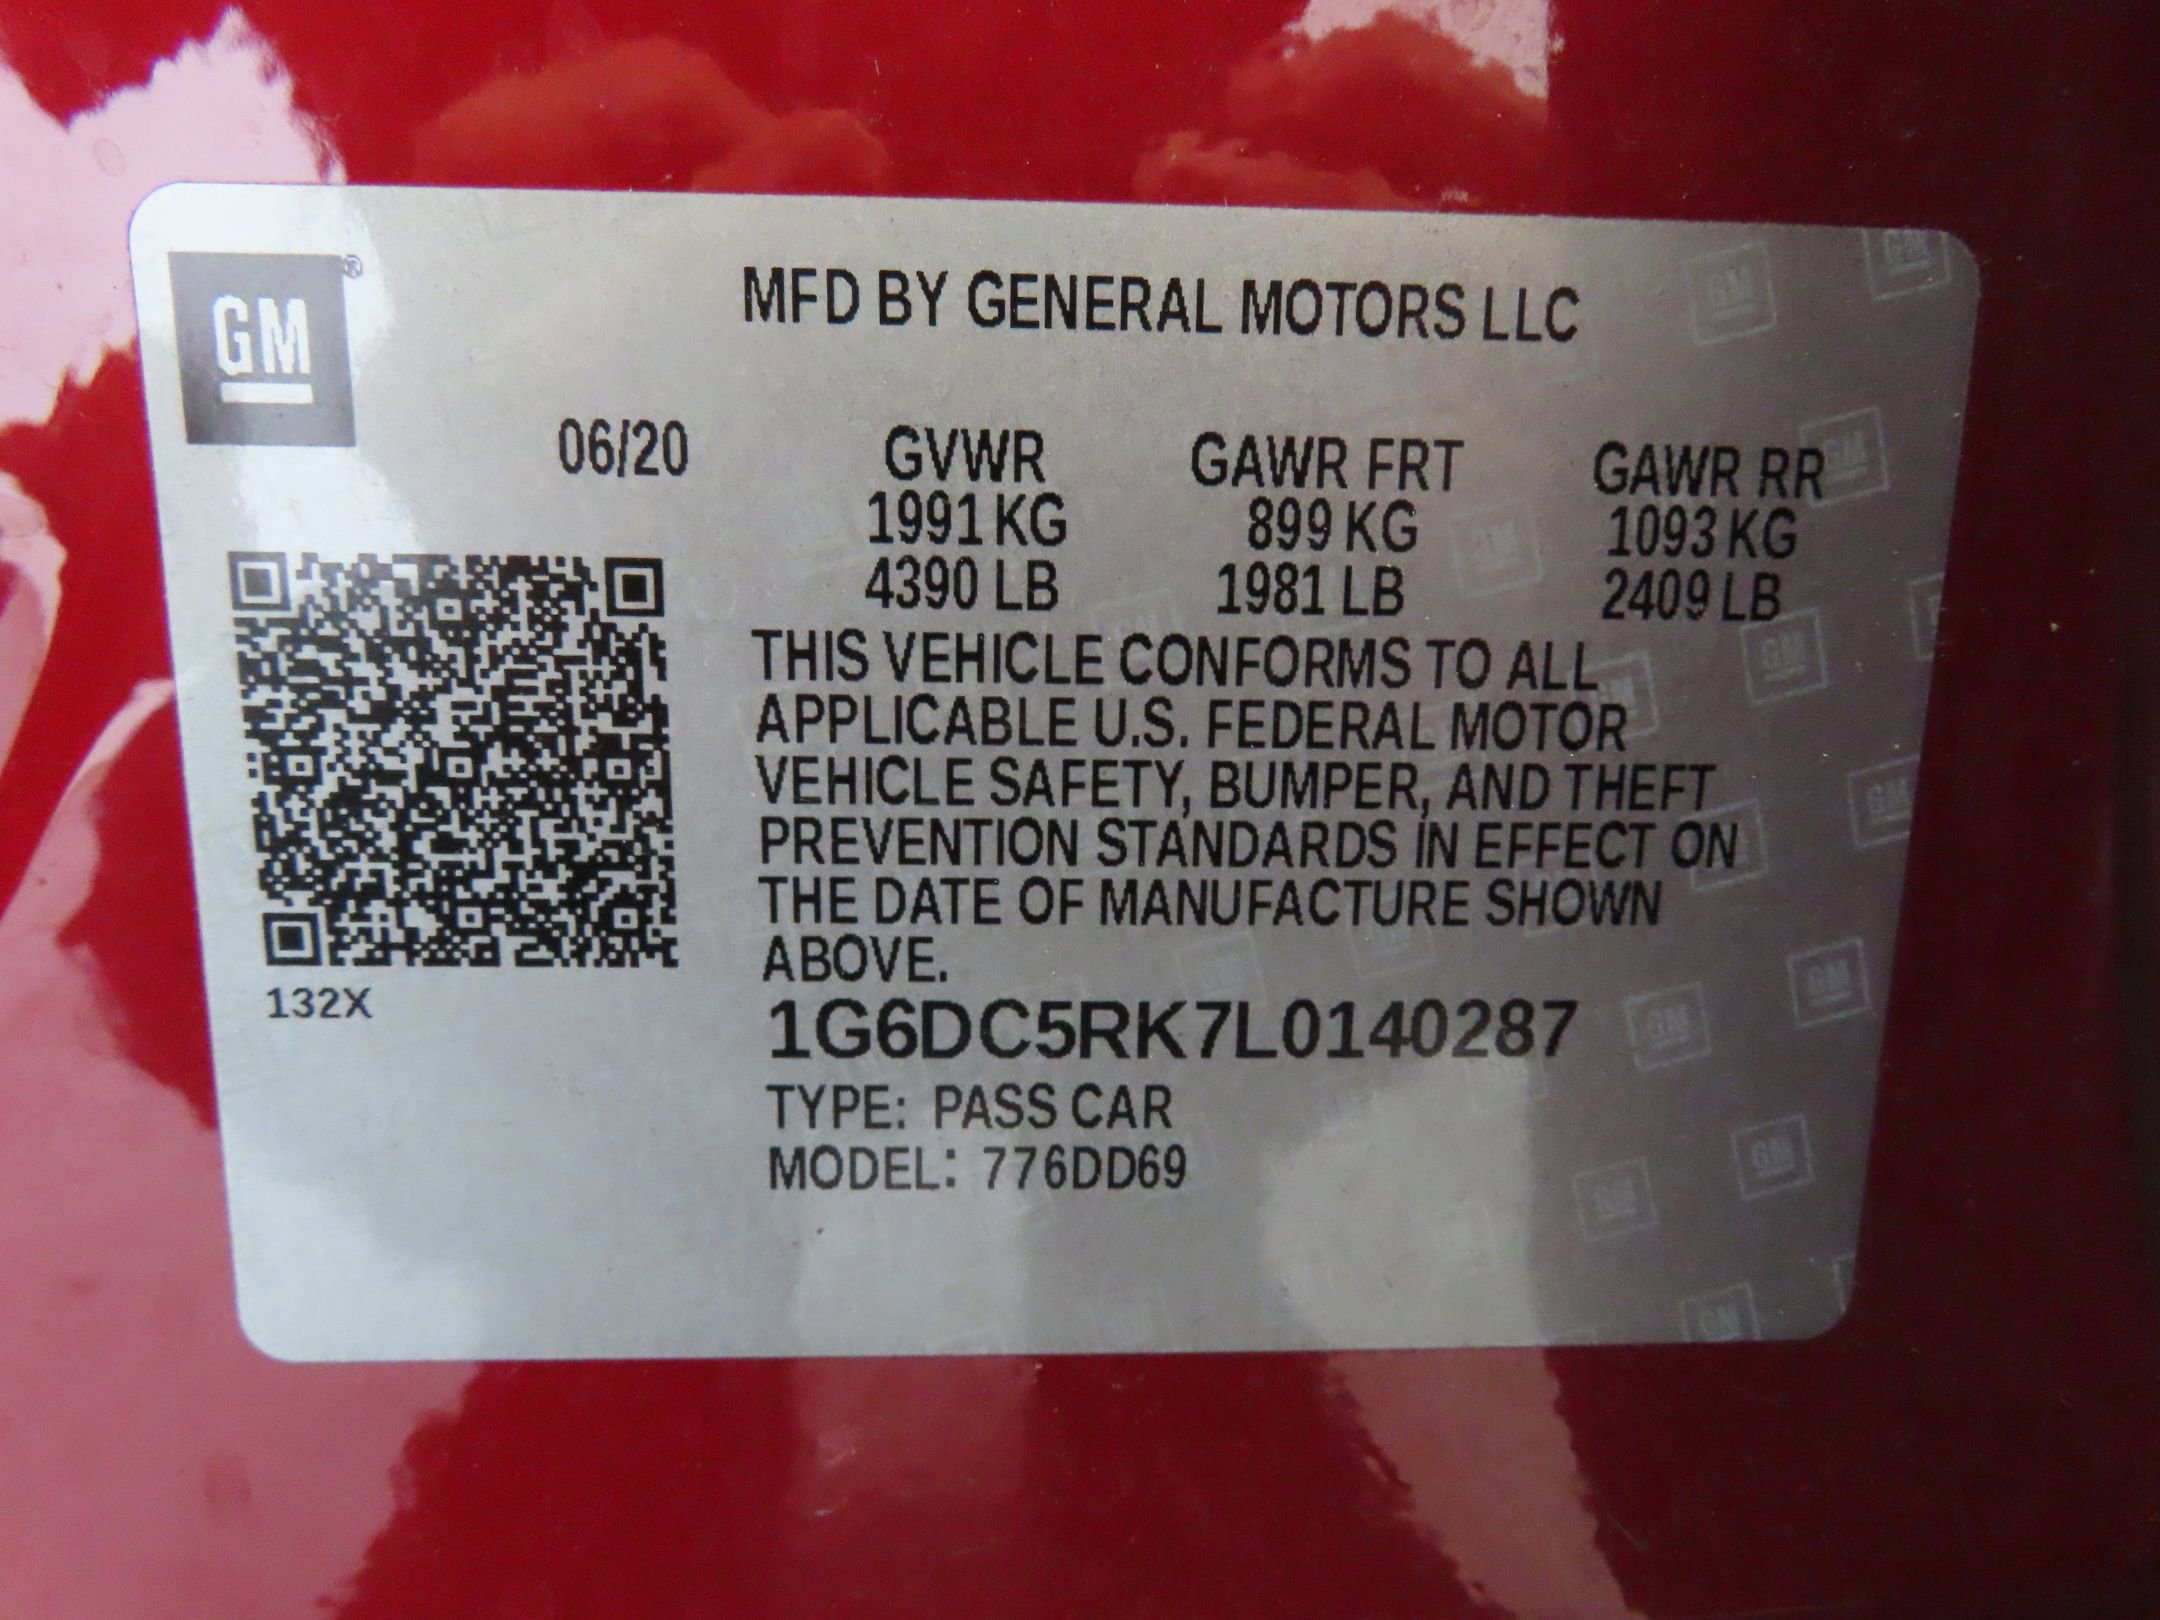 GM®
MFD BY GENERAL MOTORS LLC
06/20 GVWR GAWR FRT GAWR RR
1991 KG 899 KG 1093 KG
4390 LB 1981 LB 2409 LB
THIS VEHICLE CONFORMS TO ALL
APPLICABLE U.S. FEDERAL MOTOR
VEHICLE SAFETY, BUMPER, AND THEFT
PREVENTION STANDARDS IN EFFECT ON
THE DATE OF MANUFACTURE SHOWN
ABOVE.
132X
1G6DC5RK7L0140287
TYPE: PASS CAR
MODEL: 776DD69